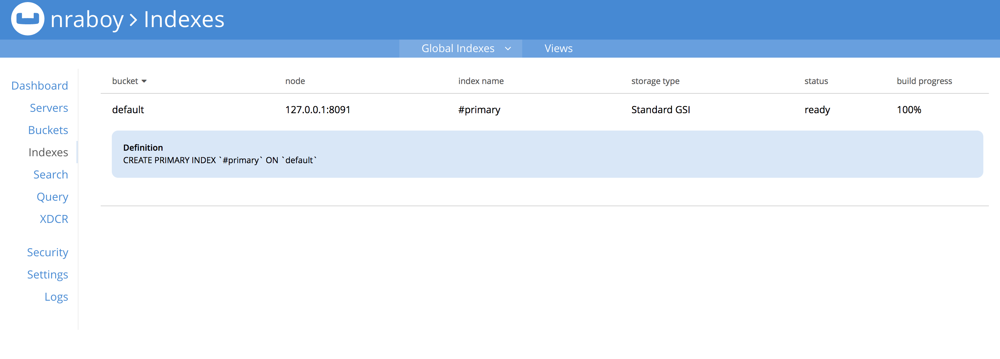 nraboy > Indexes
Global Indexes Views
Dashboard
Servers
Buckets
Indexes
Search
Query
XDCR
Security
Settings
Logs
bucket node index name storage type status build progress
default 127.0.0.1:8091 #primary Standard GSI ready 100%
Definition
CREATE PRIMARY INDEX `#primary` ON `default`